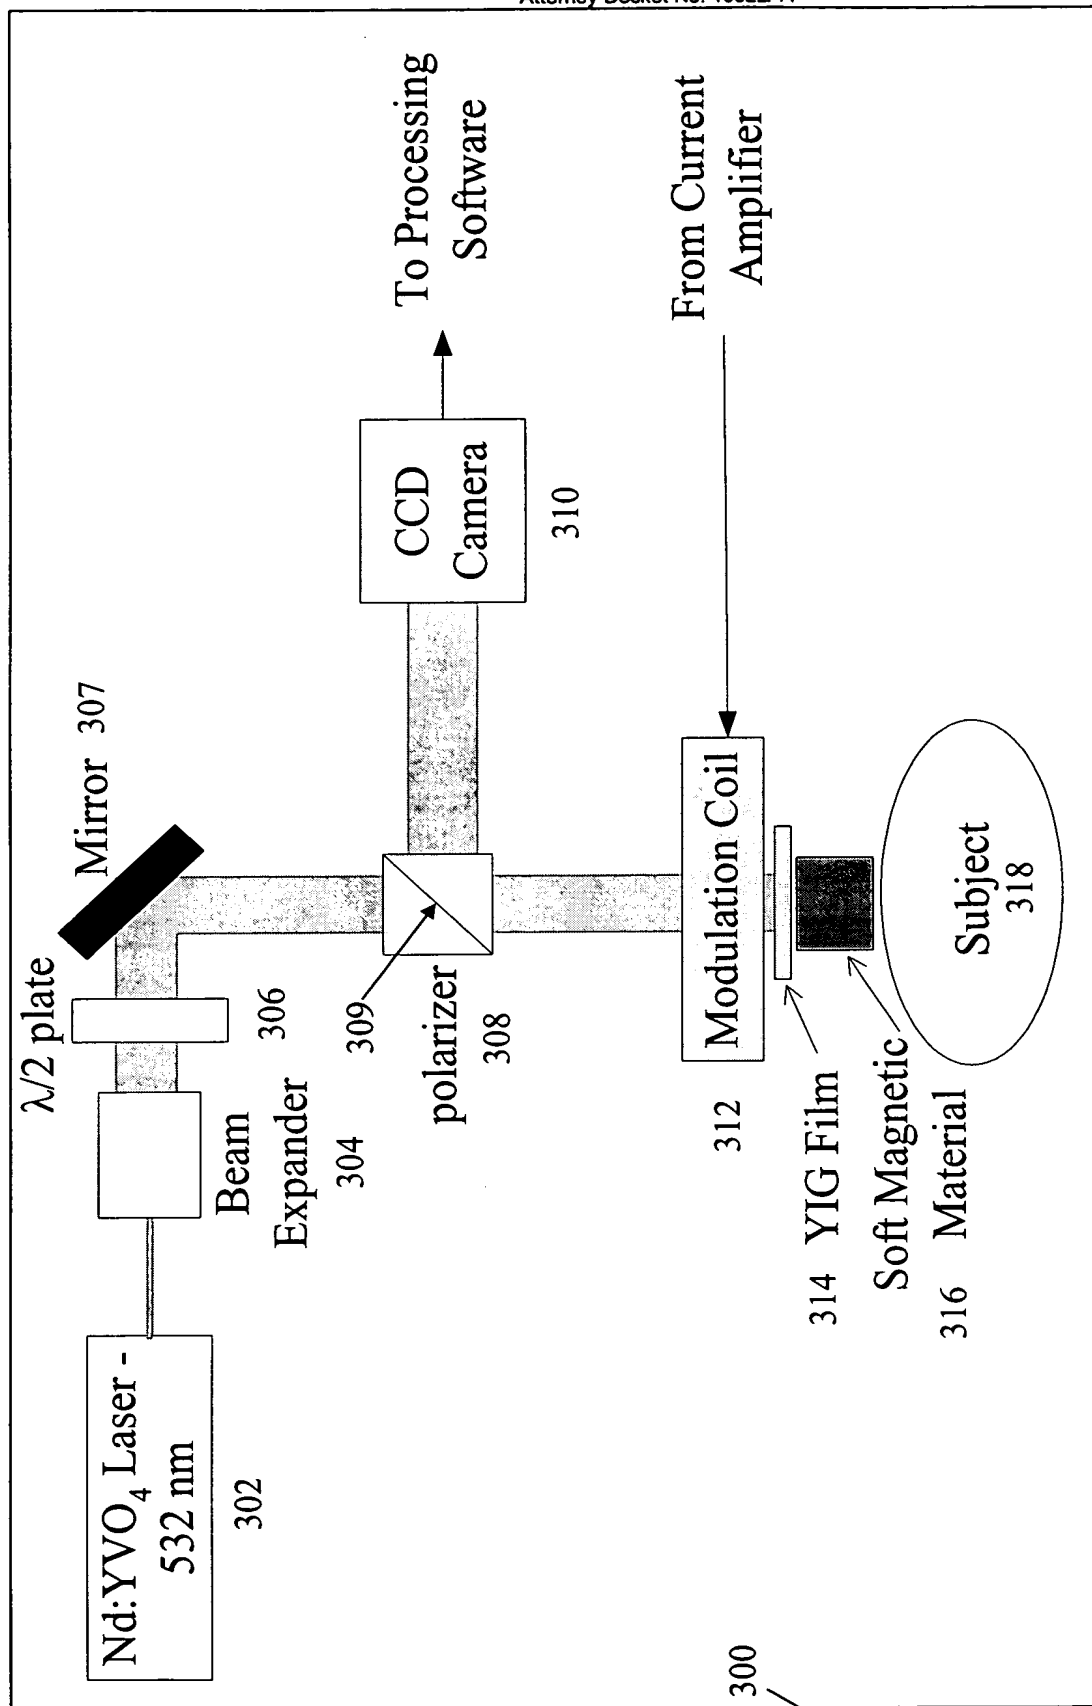 Nd:YVO4 Laser -
532 nm
302
Beam
Expander
304
λ/2 plate
306
Mirror 307
309
polarizer
308
CCD
Camera
310
To Processing
Software
Modulation Coil
312
From Current
Amplifier
314 YIG Film
Soft Magnetic
316 Material
Subject
318
300